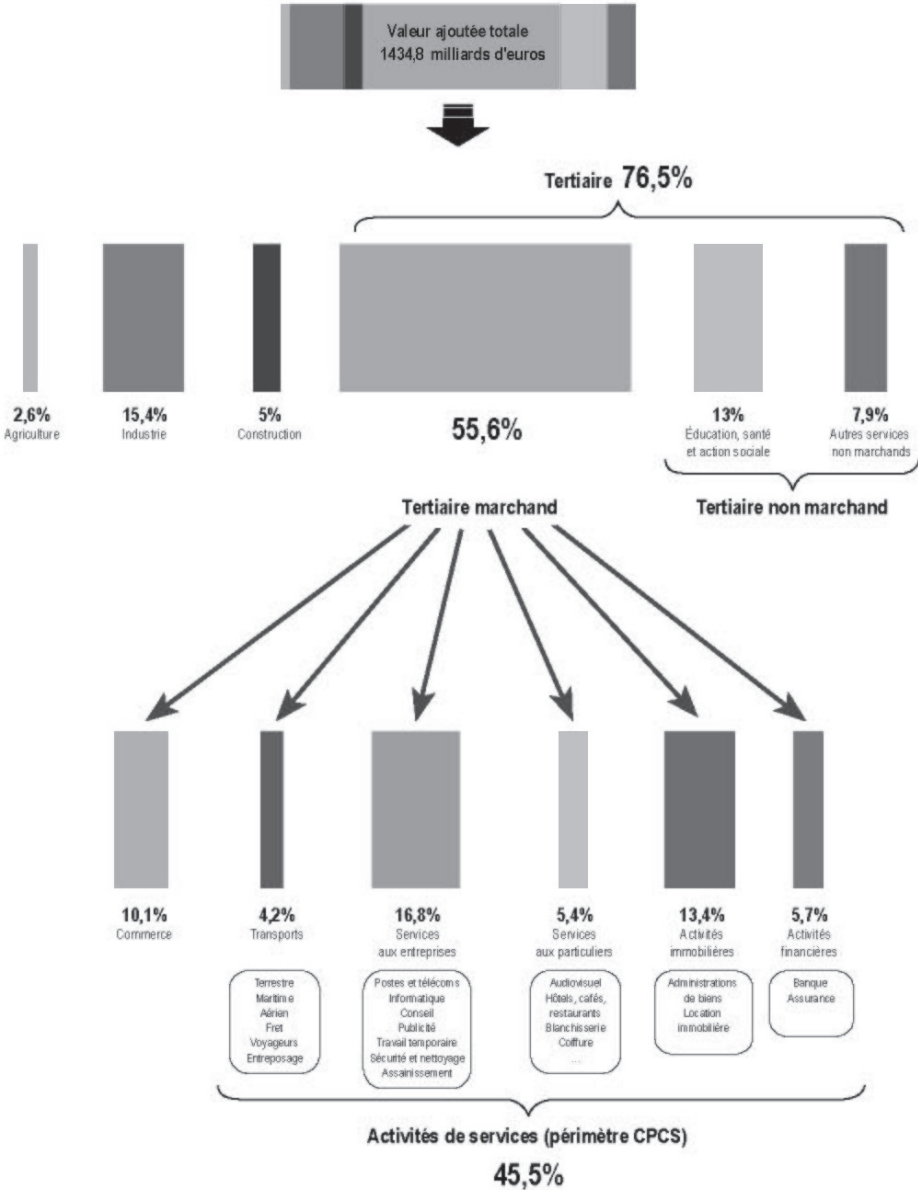 Valeur ajoutée totale
1434,8 milliards d'euros
Tertiaire 76,5%
2,6%
Agriculture
15,4%
Industrie
5%
Construction
55,6%
13%
Éducation, santé
et action sociale
7,9%
Autres services
non marchands
Tertiaire marchand
Tertiaire non marchand
10,1%
Commerce
4,2%
Transports
16,8%
Services
aux entreprises
5,4%
Services
aux particuliers
13,4%
Activités
immobilières
5,7%
Activités
financières
Terrestre
Maritime
Aérien
Fret
Voyageurs
Entreposage
Postes et télécoms
Informatique
Conseil
Publicité
Travail temporaire
Sécurité et nettoyage
Assainissement
Audiovisuel
Hôtels, cafés,
restaurants
Blanchisserie
Coiffure
...
Administrations
de biens
Location
immobilière
Banque
Assurance
Activités de services (périmètre CPCS)
45,5%